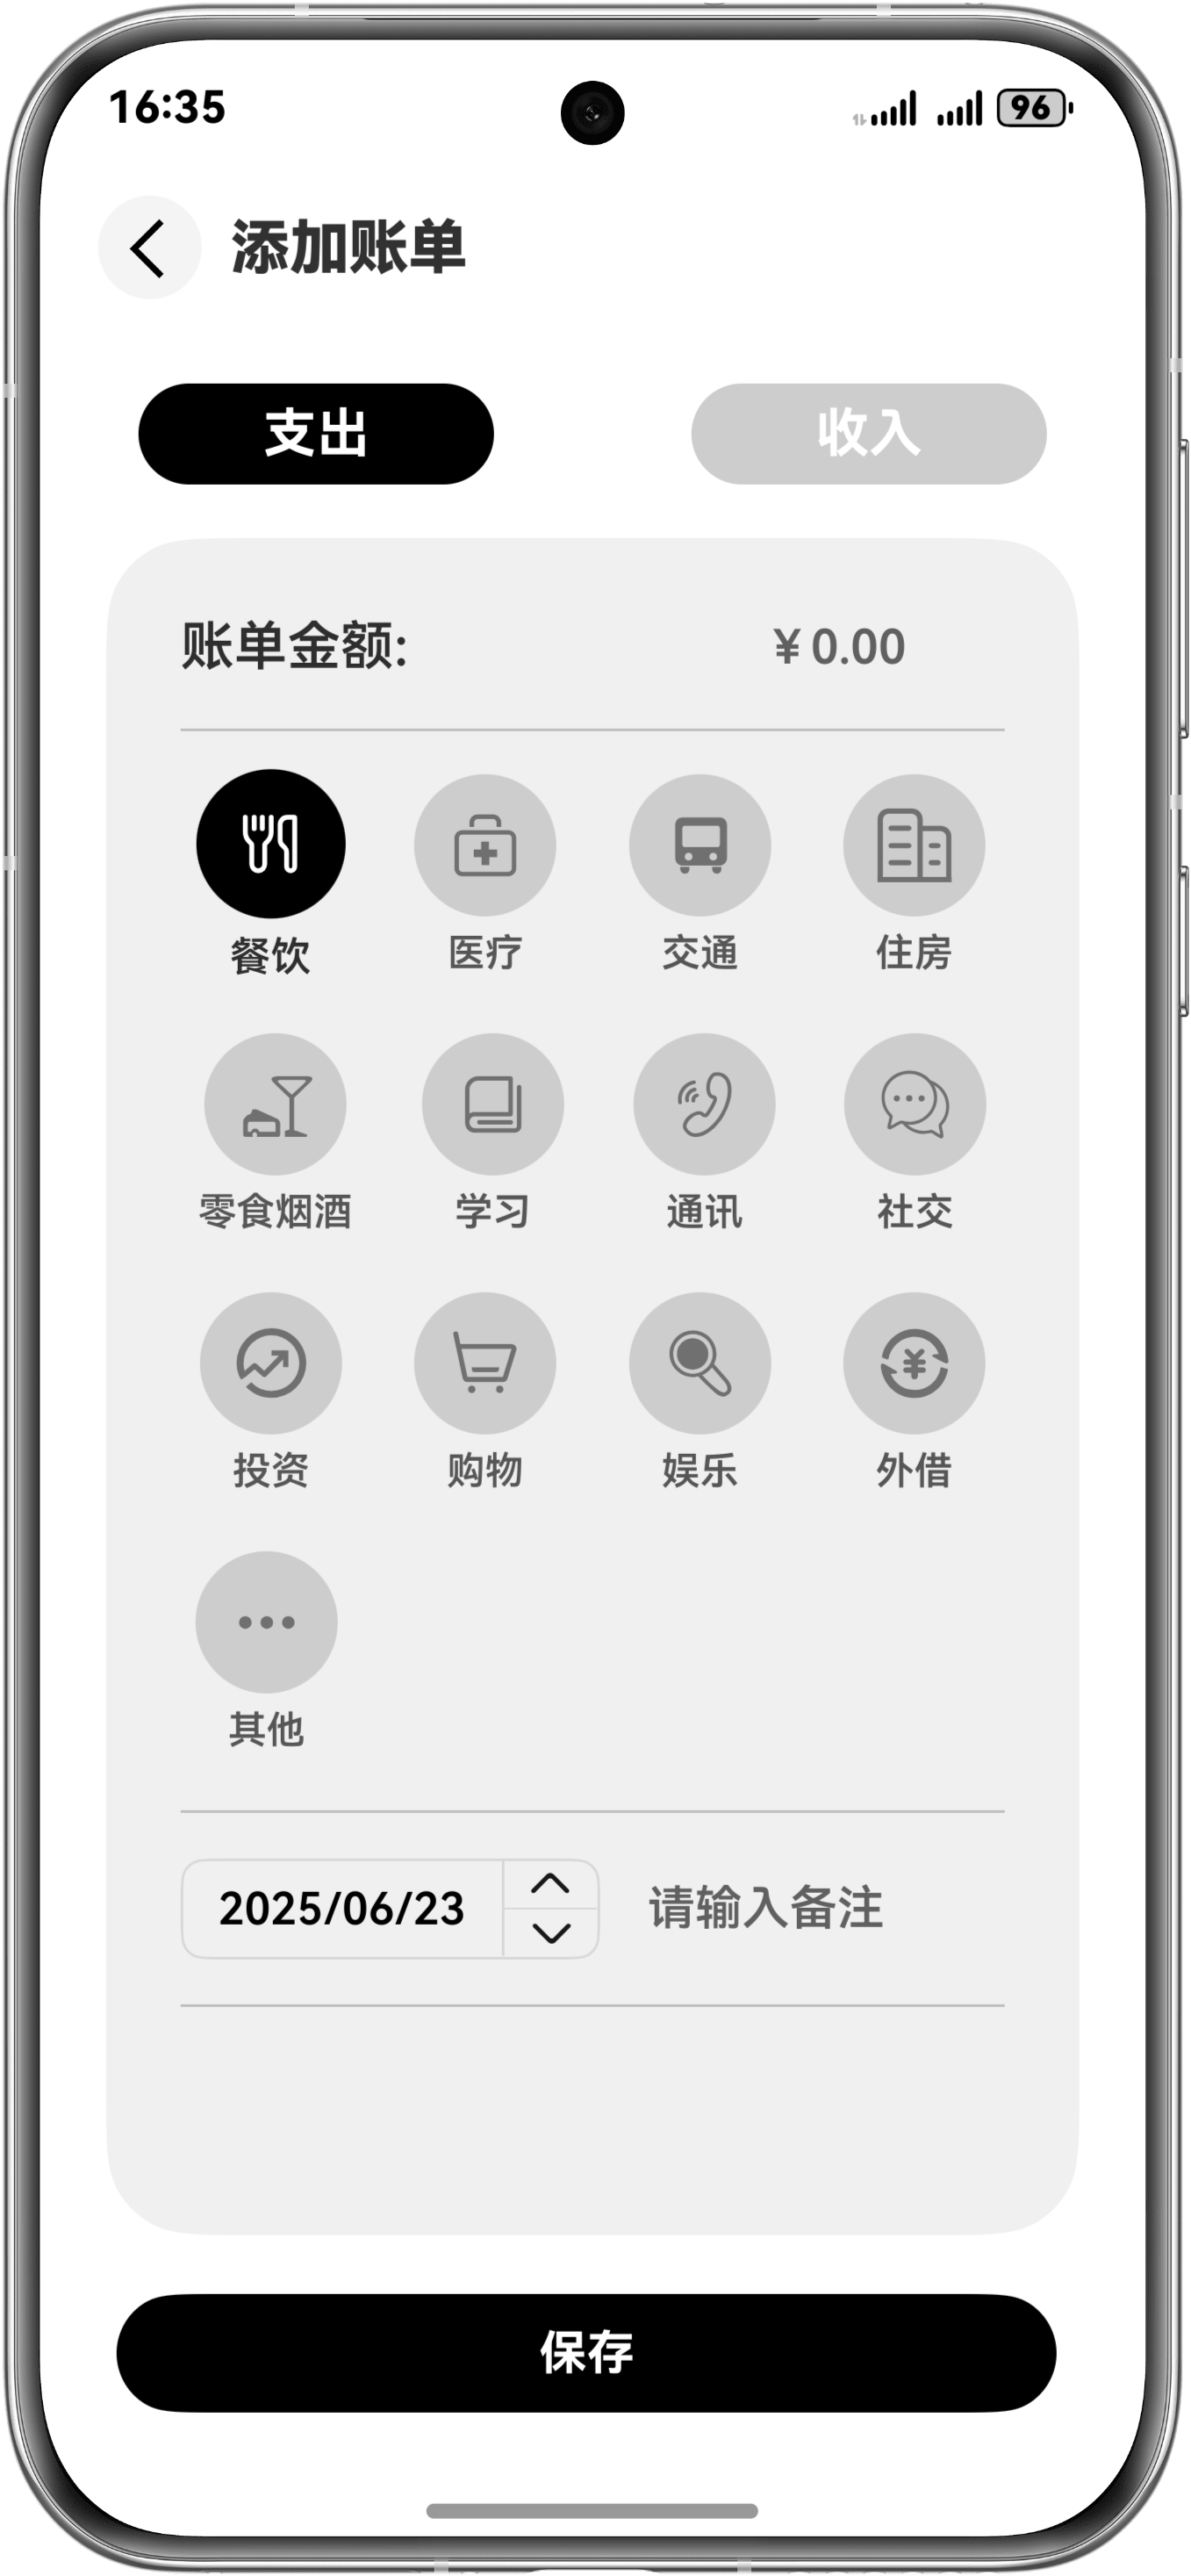 16:35
96
添加账单
支出 收入
账单金额: ¥ 0.00
餐饮 医疗 交通 住房
零食烟酒 学习 通讯 社交
投资 购物 娱乐 外借
其他
2025/06/23 请输入备注
保存